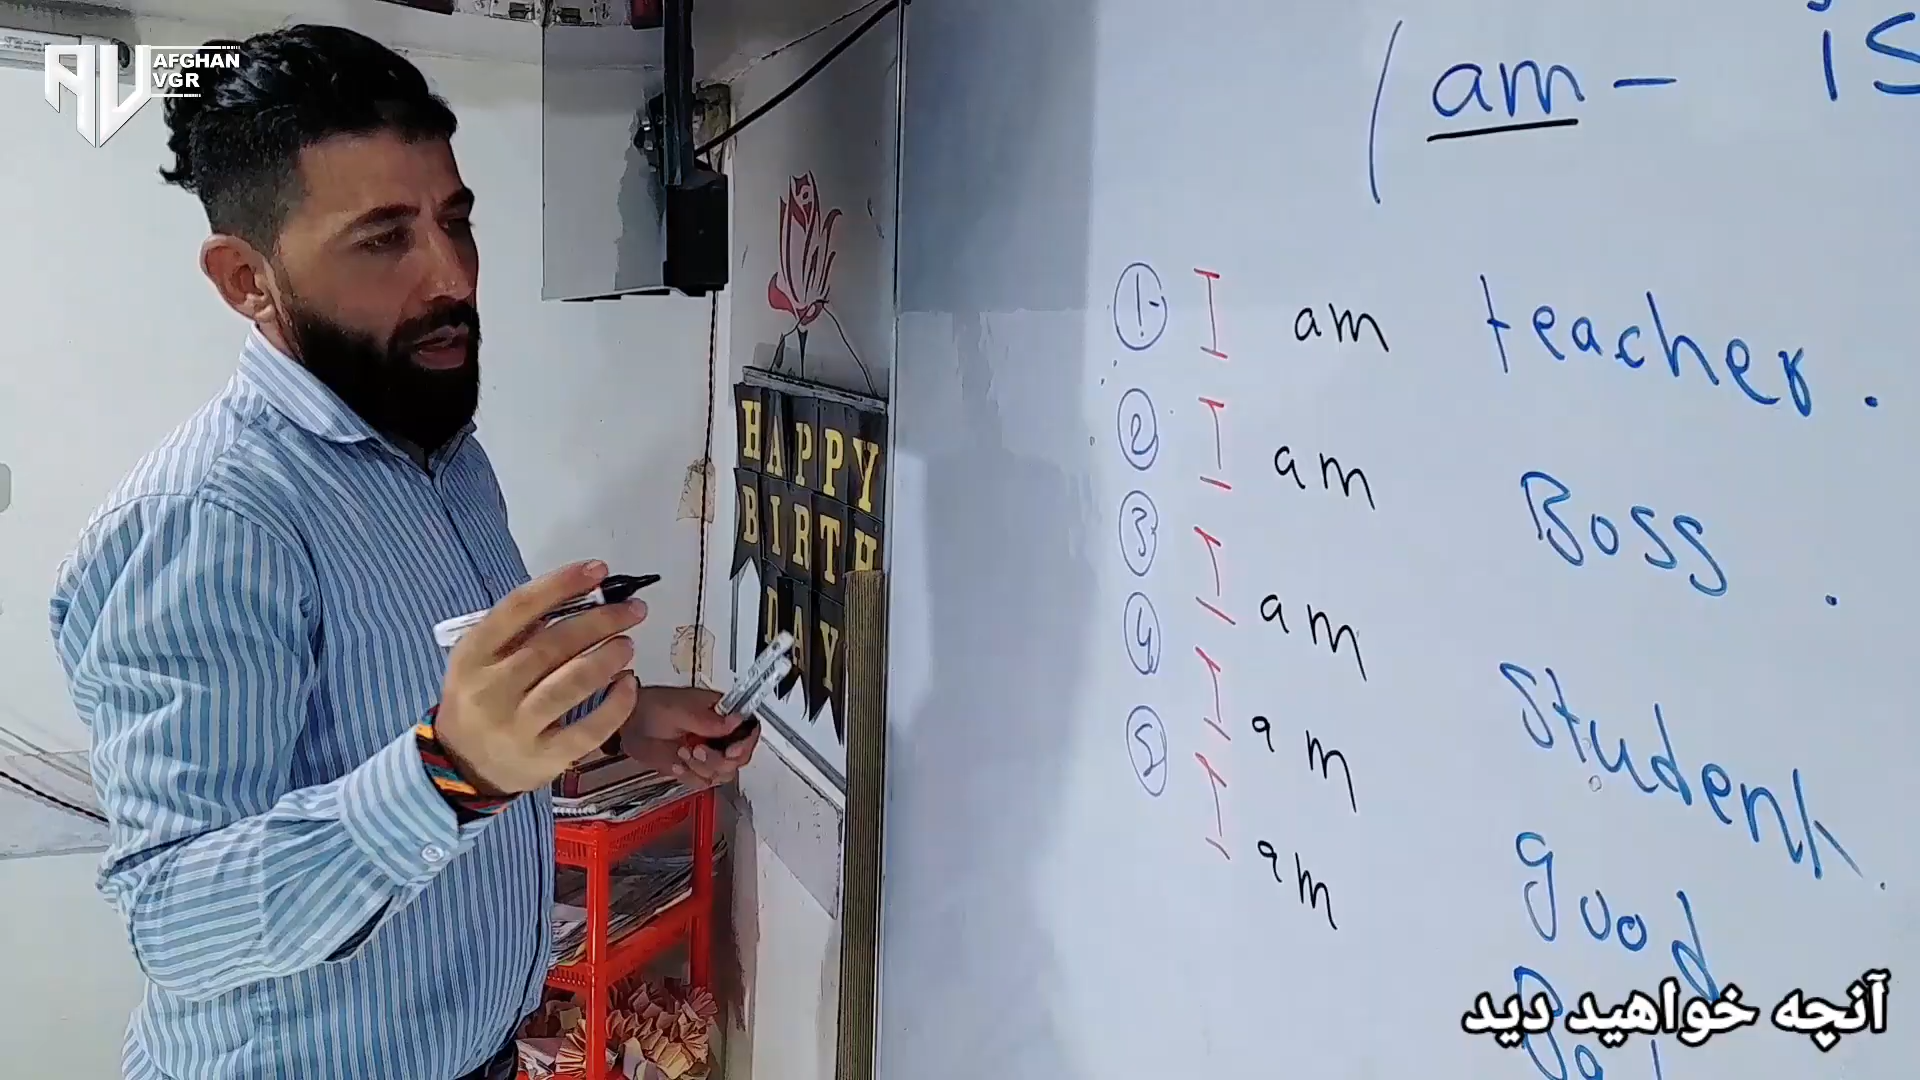 AFGHAN
VGR
(am - is
HAPPY
BIRTH
DAY
1 I am teacher.
2 I am Boss.
3 I am Student.
4 I am good
5 I am
آنچه خواهید دید